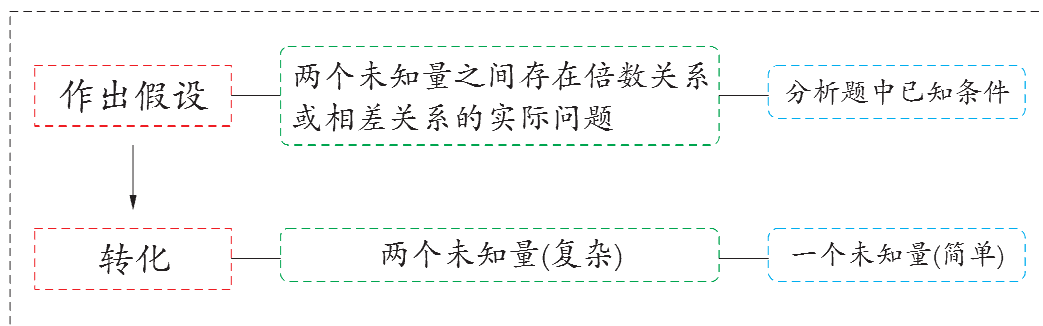 作出假设
两个未知量之间存在倍数关系
或相差关系的实际问题
分析题中已知条件
转化
两个未知量(复杂)
一个未知量(简单)